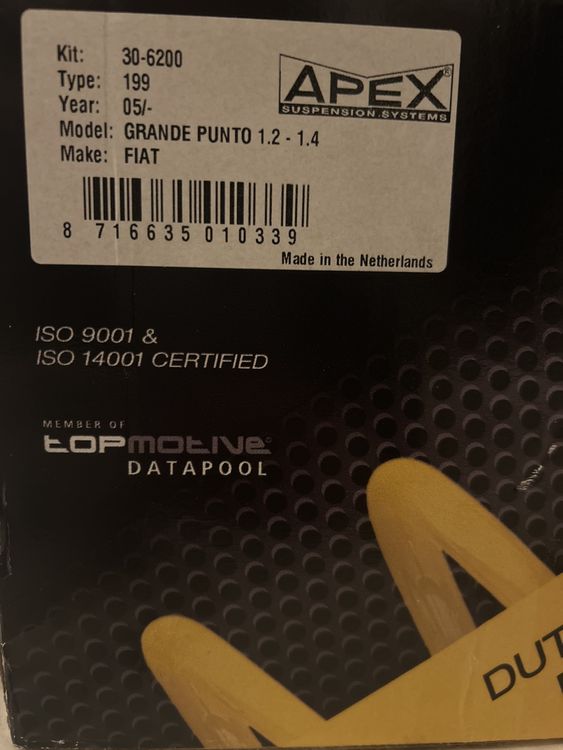 Kit: 30-6200
Type: 199
Year: 05/-
Model: GRANDE PUNTO 1.2 - 1.4
Make: FIAT
APEX®
SUSPENSION.SYSTEMS
8 716635 010339
Made in the Netherlands
ISO 9001 &
ISO 14001 CERTIFIED
MEMBER OF
topmotive®
DATAPOOL
DUT